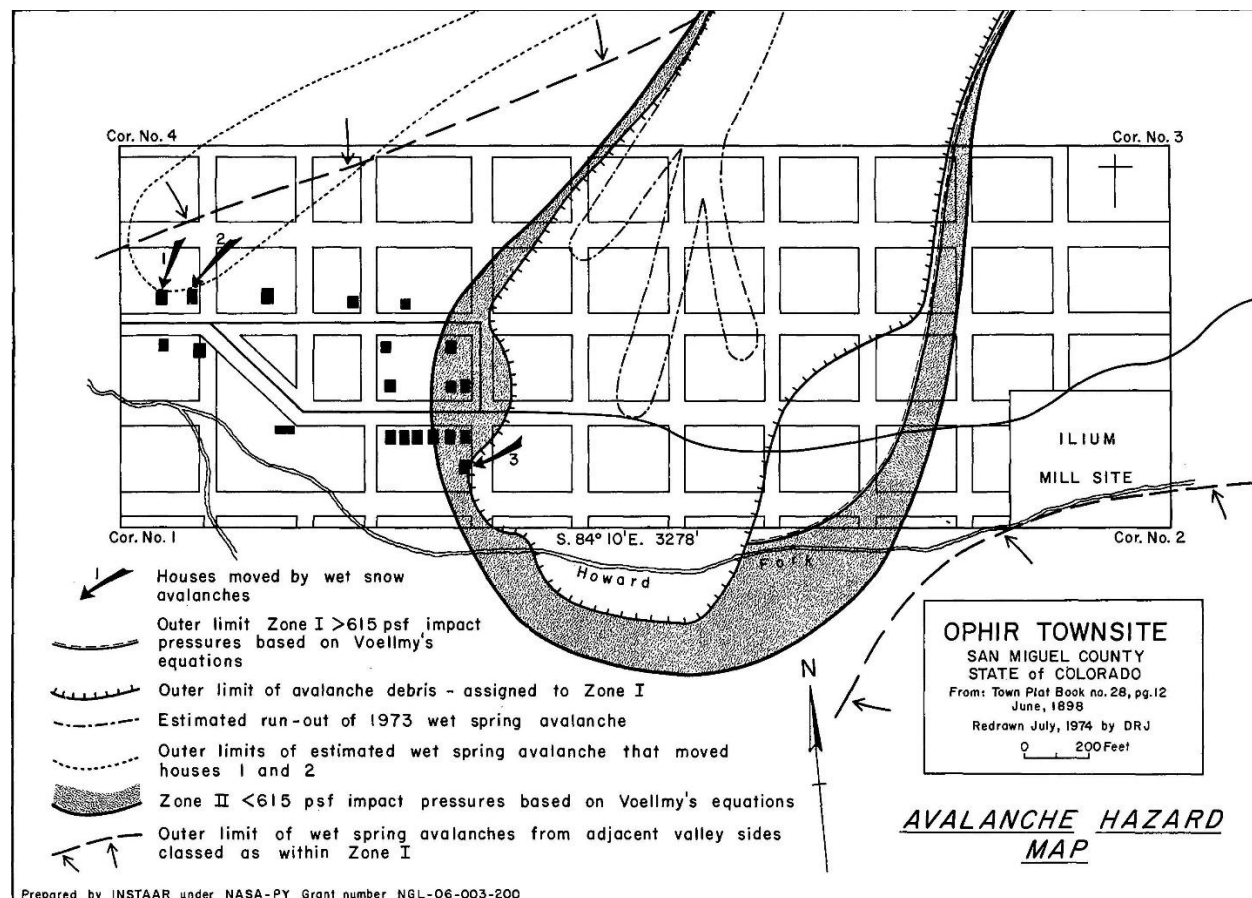 Cor. No. 4
Cor. No. 3
1
2
3
ILIUM
MILL SITE
Cor. No. 1
S. 84° 10' E. 3278'
Cor. No. 2
Howard Fork
1
Houses moved by wet snow
avalanches
Outer limit Zone I >615 psf impact
pressures based on Voellmy's
equations
Outer limit of avalanche debris - assigned to Zone I
Estimated run-out of 1973 wet spring avalanche
Outer limits of estimated wet spring avalanche that moved
houses 1 and 2
Zone II <615 psf impact pressures based on Voellmy's equations
Outer limit of wet spring avalanches from adjacent valley sides
classed as within Zone I
N
OPHIR TOWNSITE
SAN MIGUEL COUNTY
STATE of COLORADO
From: Town Plat Book no. 28, pg. 12
June, 1898
Redrawn July, 1974 by DRJ
0 200 Feet
AVALANCHE HAZARD
MAP
Prepared by INSTAAR under NASA-PY Grant number NGL-06-003-200